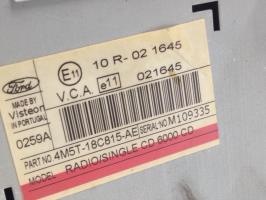 Ford
E11
10 R- 02 1645
V.C.A. e11 021645
MADE BY
Visteon
IN PORTUGAL
0259A
PART NO 4M5T-18C815-AE SERIAL NO M109335
MODEL RADIO/SINGLE CD 6000.CD